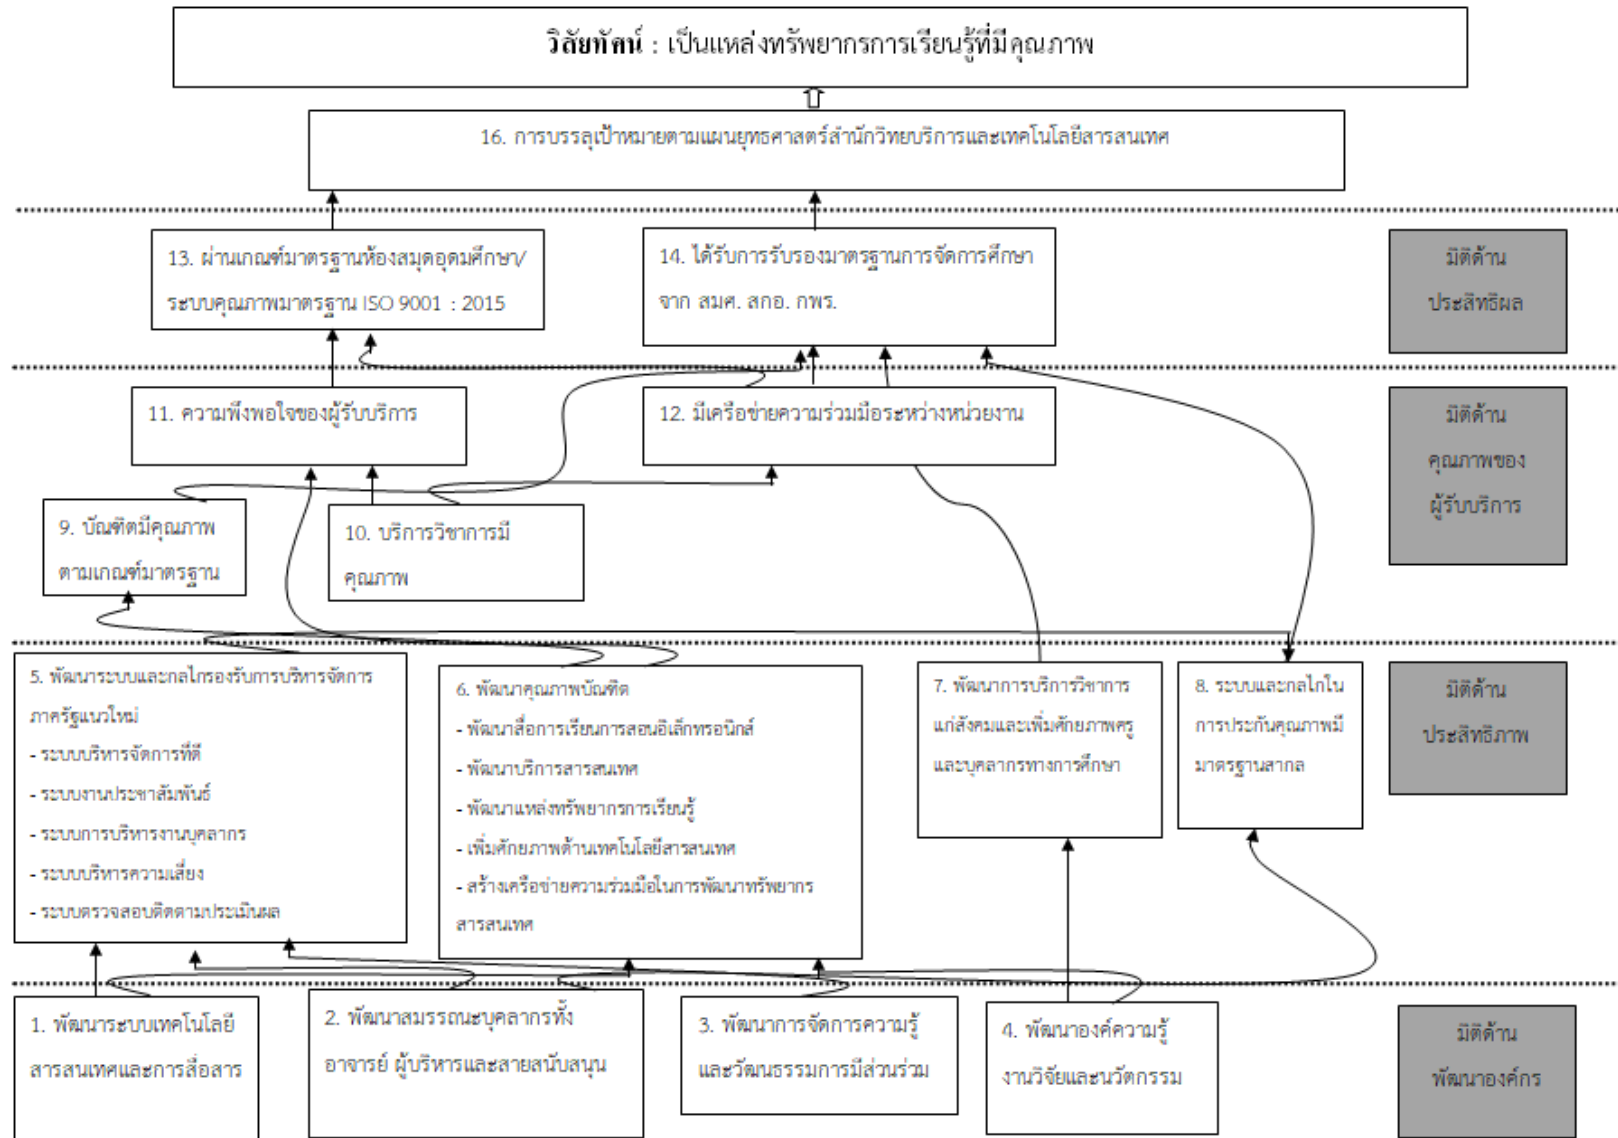 วิสัยทัศน์ : เป็นแหล่งทรัพยากรการเรียนรู้ที่มีคุณภาพ
16. การบรรลุเป้าหมายตามแผนยุทธศาสตร์สำนักวิทยบริการและเทคโนโลยีสารสนเทศ
13. ผ่านเกณฑ์มาตรฐานห้องสมุดอุดมศึกษา/
ระบบคุณภาพมาตรฐาน ISO 9001 : 2015
14. ได้รับการรับรองมาตรฐานการจัดการศึกษา
จาก สมศ. สกอ. กพร.
มิติด้าน
ประสิทธิผล
11. ความพึงพอใจของผู้รับบริการ
12. มีเครือข่ายความร่วมมือระหว่างหน่วยงาน
มิติด้าน
คุณภาพของ
ผู้รับบริการ
9. บัณฑิตมีคุณภาพ
ตามเกณฑ์มาตรฐาน
10. บริการวิชาการมี
คุณภาพ
5. พัฒนาระบบและกลไกรองรับการบริหารจัดการ
ภาครัฐแนวใหม่
- ระบบบริหารจัดการที่ดี
- ระบบงานประชาสัมพันธ์
- ระบบการบริหารงานบุคลากร
- ระบบบริหารความเสี่ยง
- ระบบตรวจสอบติดตามประเมินผล
6. พัฒนาคุณภาพบัณฑิต
- พัฒนาสื่อการเรียนการสอนอิเล็กทรอนิกส์
- พัฒนาบริการสารสนเทศ
- พัฒนาแหล่งทรัพยากรการเรียนรู้
- เพิ่มศักยภาพด้านเทคโนโลยีสารสนเทศ
- สร้างเครือข่ายความร่วมมือในการพัฒนาทรัพยากร
สารสนเทศ
7. พัฒนาการบริการวิชาการ
แก่สังคมและเพิ่มศักยภาพครู
และบุคลากรทางการศึกษา
8. ระบบและกลไกใน
การประกันคุณภาพมี
มาตรฐานสากล
มิติด้าน
ประสิทธิภาพ
1. พัฒนาระบบเทคโนโลยี
สารสนเทศและการสื่อสาร
2. พัฒนาสมรรถนะบุคลากรทั้ง
อาจารย์ ผู้บริหารและสายสนับสนุน
3. พัฒนาการจัดการความรู้
และวัฒนธรรมการมีส่วนร่วม
4. พัฒนาองค์ความรู้
งานวิจัยและนวัตกรรม
มิติด้าน
พัฒนาองค์กร